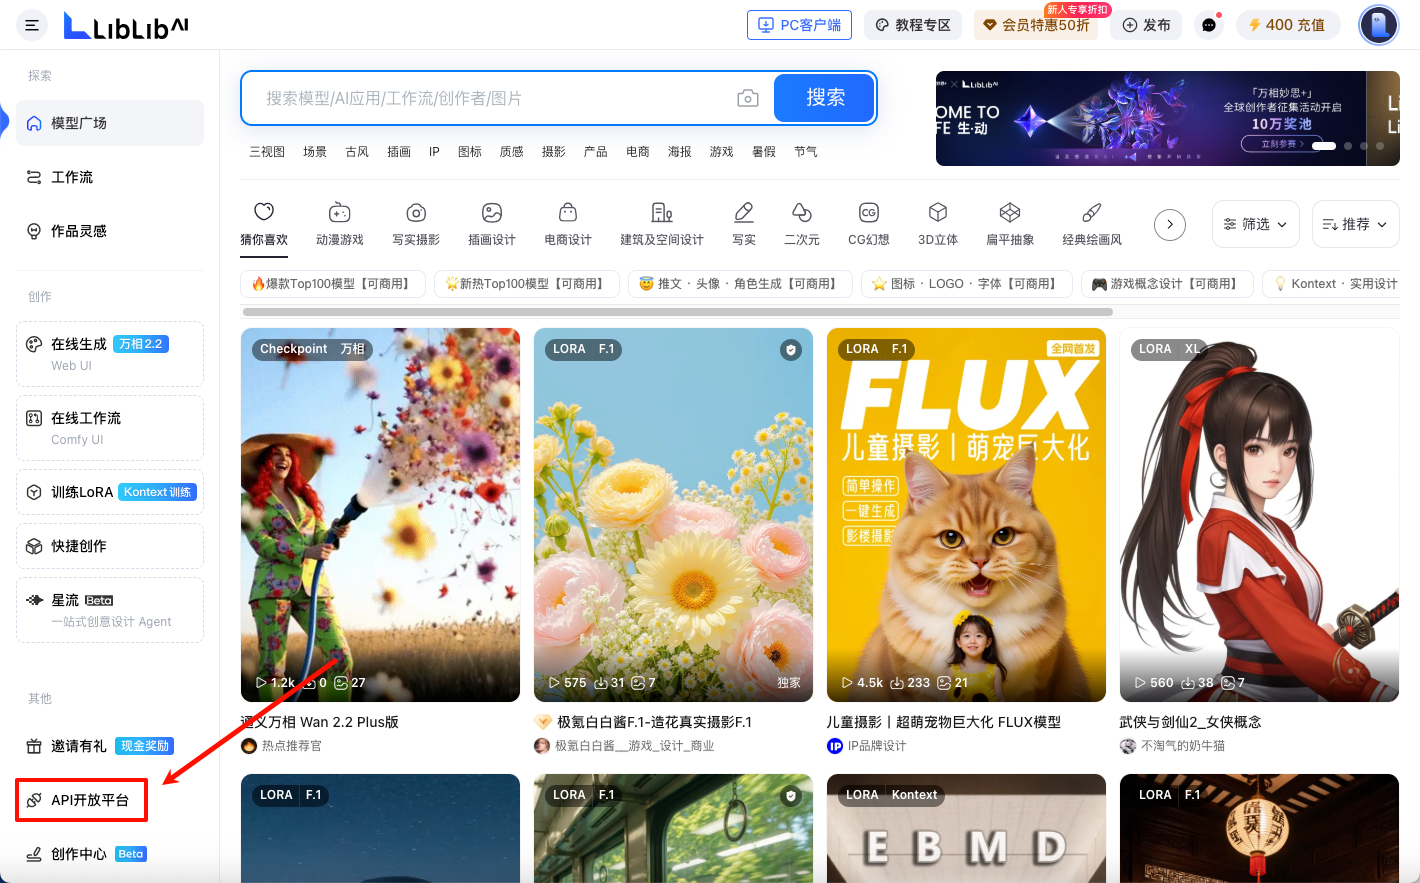 LIBLIB AI
PC客户端
教程专区
会员特惠50折
新人专享折扣
发布
400 充值
探索
模型广场
工作流
作品灵感
创作
在线生成 万相2.2
Web UI
在线工作流
Comfy UI
训练LoRA Kontext 训练
快捷创作
星流 Beta
一站式创意设计 Agent
其他
邀请有礼 现金奖励
API开放平台
创作中心 Beta
搜索模型/AI应用/工作流/创作者/图片
搜索
三视图 场景 古风 插画 IP 图标 质感 摄影 产品 电商 海报 游戏 暑假 节气
LIBLIB AI
OME TO
FE 生·动
「万相妙思+」
全球创作者征集活动开启
10万奖池
立刻参赛
猜你喜欢 动漫游戏 写实摄影 插画设计 电商设计 建筑及空间设计 写实 二次元 CG幻想 3D立体 扁平抽象 经典绘画风
筛选
推荐
🔥爆款Top100模型【可商用】
🌟新热Top100模型【可商用】
😇 推文 · 头像 · 角色生成【可商用】
⭐ 图标 · LOGO · 字体【可商用】
🎮 游戏概念设计【可商用】
💡 Kontext · 实用设计
Checkpoint 万相
1.2k 0 27
通义万相 Wan 2.2 Plus版
热点推荐官
LORA F.1
575 31 7
独家
极氪白白酱F.1-造花真实摄影F.1
极氪白白酱__游戏_设计_商业
LORA F.1
全网首发
FLUX
儿童摄影丨萌宠巨大化
简单操作
一键生成
影楼摄影
4.5k 233 21
儿童摄影丨超萌宠物巨大化 FLUX模型
IP IP品牌设计
LORA XL
560 38 7
武侠与剑仙2_女侠概念
不淘气的奶牛猫
LORA F.1
LORA F.1
LORA Kontext
EBMD
LORA F.1